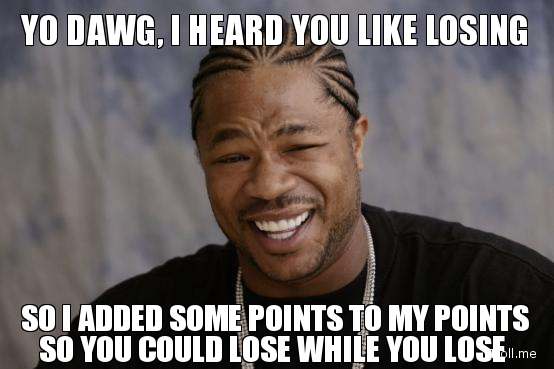 YO DAWG, I HEARD YOU LIKE LOSING
SO I ADDED SOME POINTS TO MY POINTS
SO YOU COULD LOSE WHILE YOU LOSE